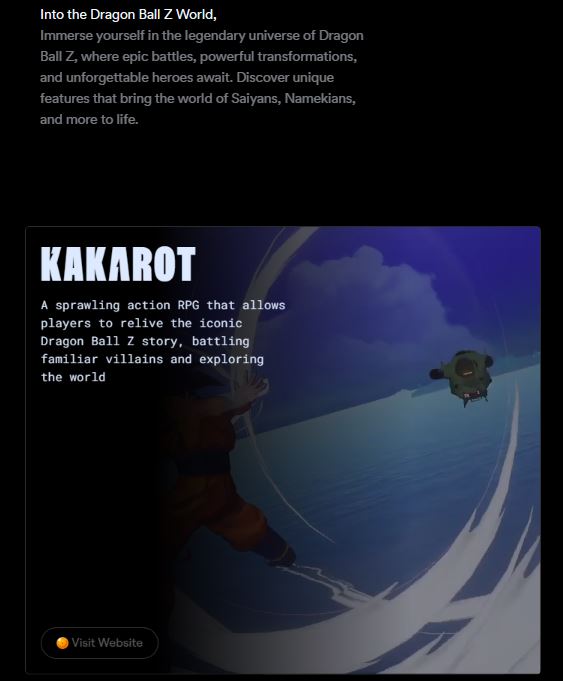 Into the Dragon Ball Z World,
Immerse yourself in the legendary universe of Dragon
Ball Z, where epic battles, powerful transformations,
and unforgettable heroes await. Discover unique
features that bring the world of Saiyans, Namekians,
and more to life.
KAKAROT
A sprawling action RPG that allows
players to relive the iconic
Dragon Ball Z story, battling
familiar villains and exploring
the world
Visit Website